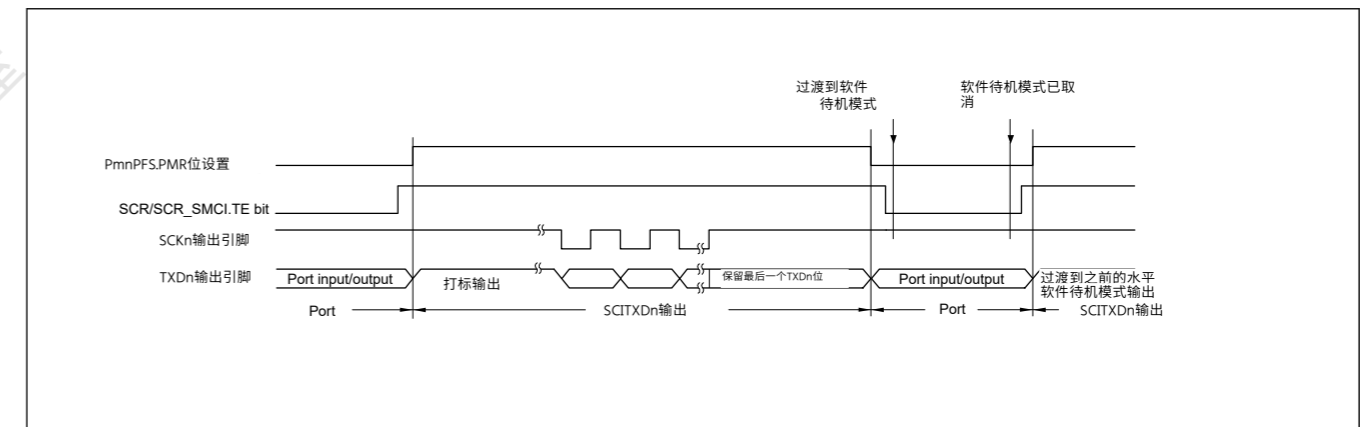 过渡到软件
待机模式
软件待机模式已取
消
PmnPFS.PMR位设置
SCR/SCR_SMCI.TE bit
SCKn输出引脚
TXDn输出引脚
Port input/output
打标输出
保留最后一个TXDn位
Port input/output
过渡到之前的水平
软件待机模式输出
Port
SCITXDn输出
Port
SCITXDn输出